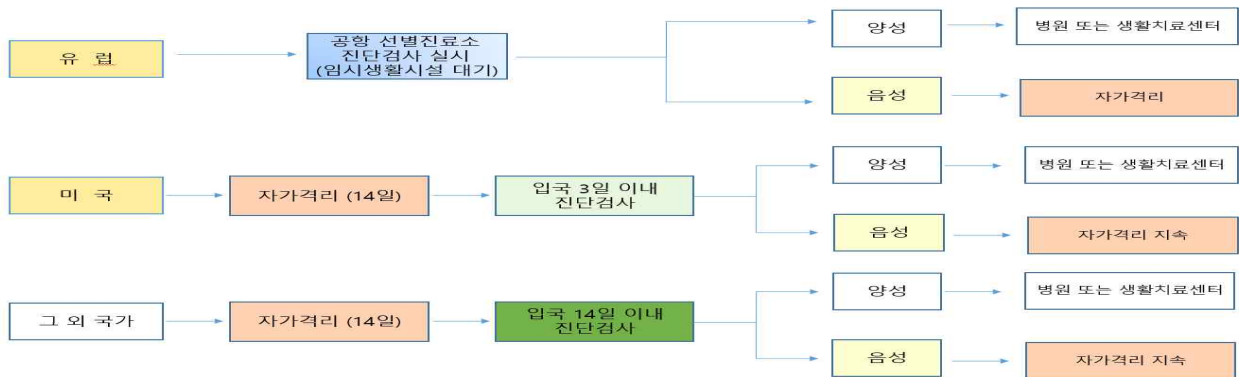 유 럽
공항 선별진료소
진단검사 실시
(임시생활시설 대기)
양성
병원 또는 생활치료센터
음성
자가격리
미 국
자가격리 (14일)
입국 3일 이내
진단검사
양성
병원 또는 생활치료센터
음성
자가격리 지속
그 외 국가
자가격리 (14일)
입국 14일 이내
진단검사
양성
병원 또는 생활치료센터
음성
자가격리 지속